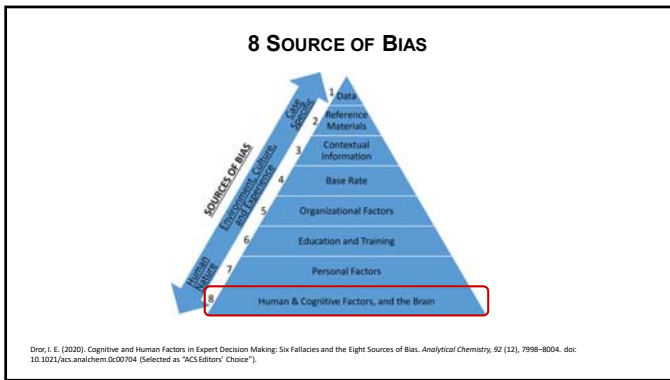 8 SOURCE OF BIAS
SOURCES OF BIAS
Case
Specific
Environment, Culture,
and Experience
Human
Nature
1 Data
2 Reference
Materials
3 Contextual
Information
4 Base Rate
5 Organizational Factors
6 Education and Training
7 Personal Factors
8 Human & Cognitive Factors, and the Brain
Dror, I. E. (2020). Cognitive and Human Factors in Expert Decision Making: Six Fallacies and the Eight Sources of Bias. Analytical Chemistry, 92 (12), 7998–8004. doi:
10.1021/acs.analchem.0c00704 (Selected as "ACS Editors' Choice").